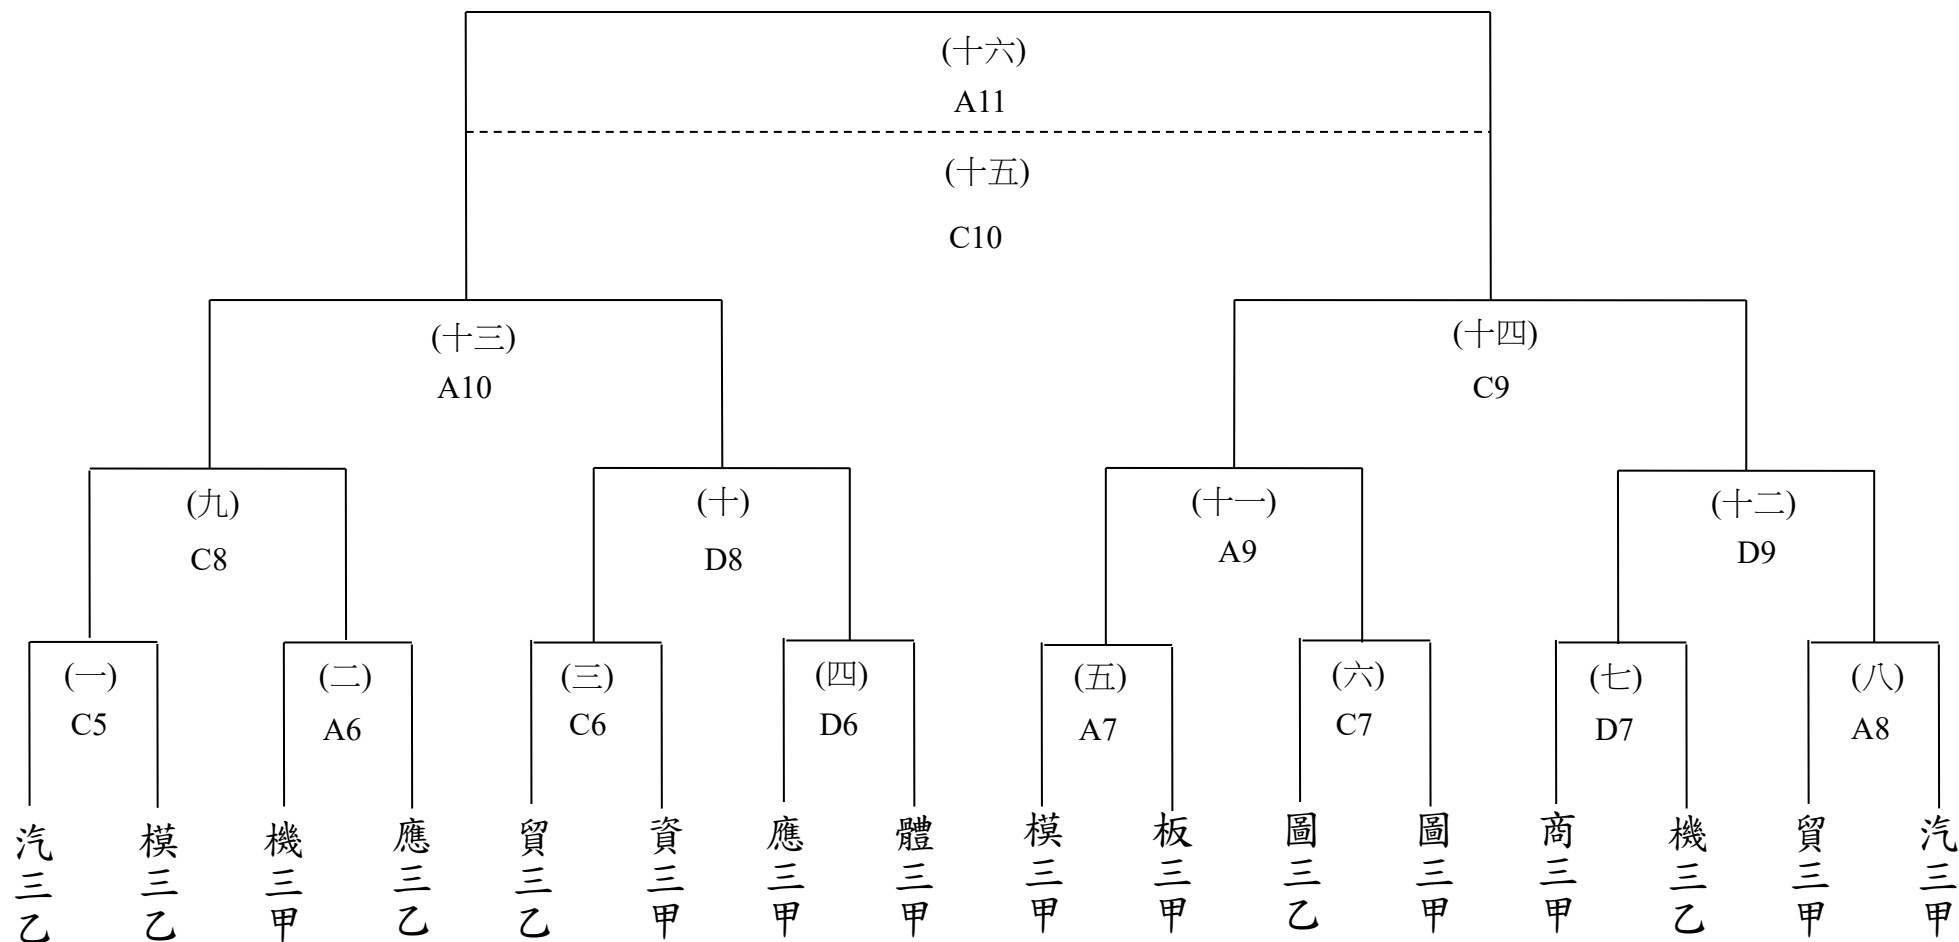 (十六)
A11
(十五)
C10
(十三)
A10
(十四)
C9
(九)
C8
(十)
D8
(十一)
A9
(十二)
D9
(一)
C5
(二)
A6
(三)
C6
(四)
D6
(五)
A7
(六)
C7
(七)
D7
(八)
A8
汽三乙
模三乙
機三甲
應三乙
貿三乙
資三甲
應三甲
體三甲
模三甲
板三甲
圖三乙
圖三甲
商三甲
機三乙
貿三甲
汽三甲